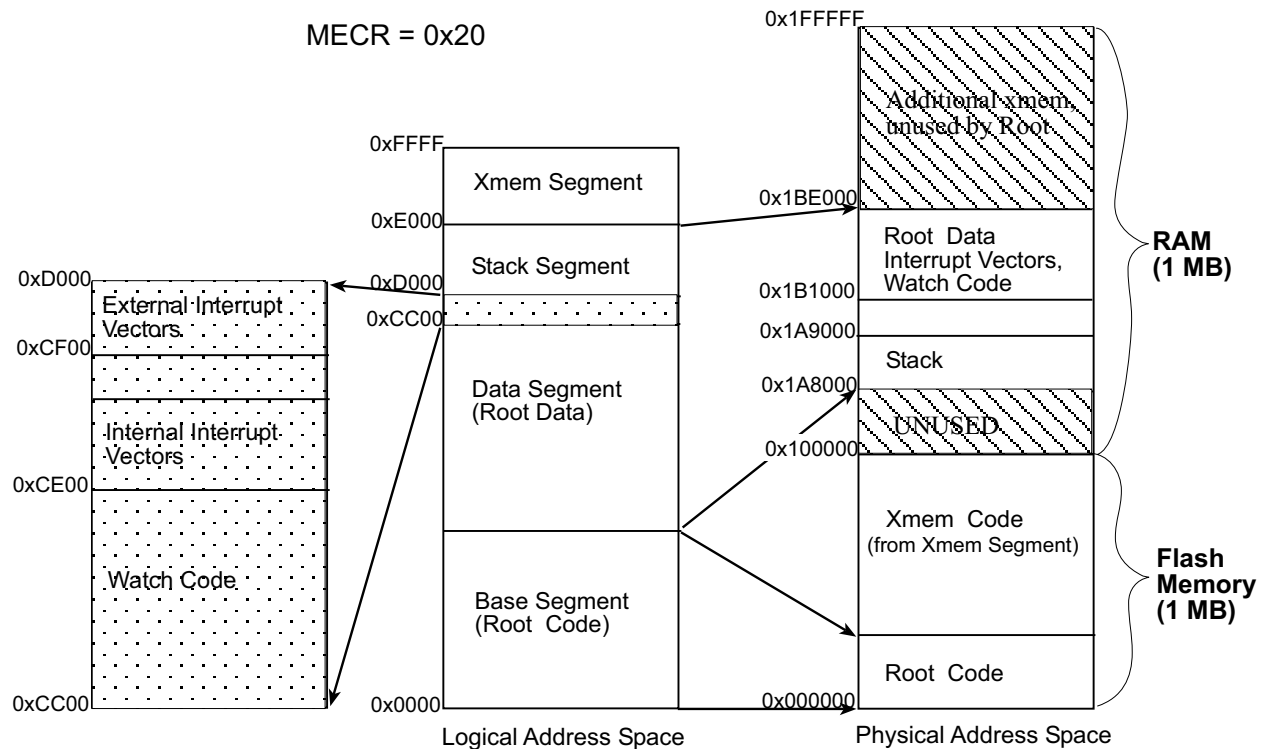 MECR = 0x20
0xD000
External Interrupt
Vectors
0xCF00
Internal Interrupt
Vectors
0xCE00
Watch Code
0xCC00
0xFFFF
Xmem Segment
0xE000
Stack Segment
0xD000
0xCC00
Data Segment
(Root Data)
Base Segment
(Root Code)
0x0000
Logical Address Space
0x1FFFFF
Additional xmem,
unused by Root
0x1BE000
Root Data
Interrupt Vectors,
Watch Code
0x1B1000
0x1A9000
Stack
0x1A8000
UNUSED
0x100000
Xmem Code
(from Xmem Segment)
Root Code
0x000000
Physical Address Space
RAM
(1 MB)
Flash
Memory
(1 MB)